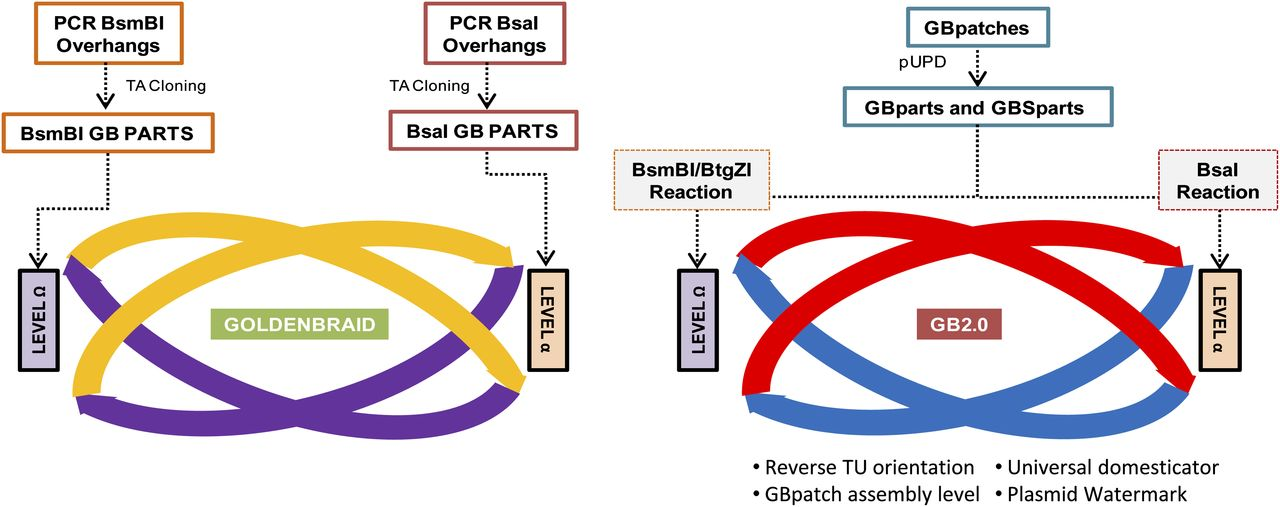 PCR BsmBI
Overhangs
TA Cloning
BsmBI GB PARTS
PCR BsaI
Overhangs
TA Cloning
BsaI GB PARTS
LEVEL Ω
GOLDENBRAID
LEVEL α
GBpatches
pUPD
GBparts and GBSparts
BsmBI/BtgZI
Reaction
BsaI
Reaction
LEVEL Ω
GB2.0
LEVEL α
• Reverse TU orientation
• GBpatch assembly level
• Universal domesticator
• Plasmid Watermark